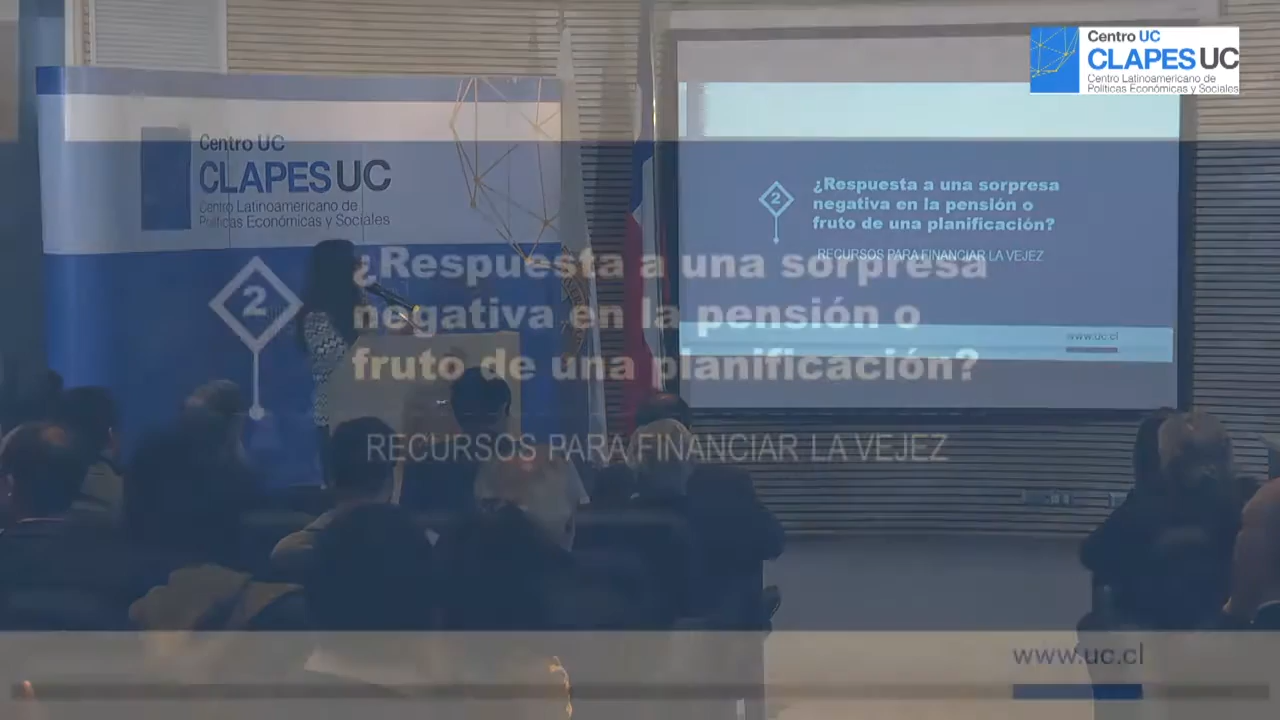 Centro UC
CLAPES UC
Centro Latinoamericano de
Políticas Económicas y Sociales
Centro UC
CLAPES UC
Centro Latinoamericano de
Políticas Económicas y Sociales
2
¿Respuesta a una sorpresa
negativa en la pensión o
fruto de una planificación?
RECURSOS PARA FINANCIAR LA VEJEZ
www.uc.cl
2
¿Respuesta a una sorpresa
negativa en la pensión o
fruto de una planificación?
RECURSOS PARA FINANCIAR LA VEJEZ
www.uc.cl